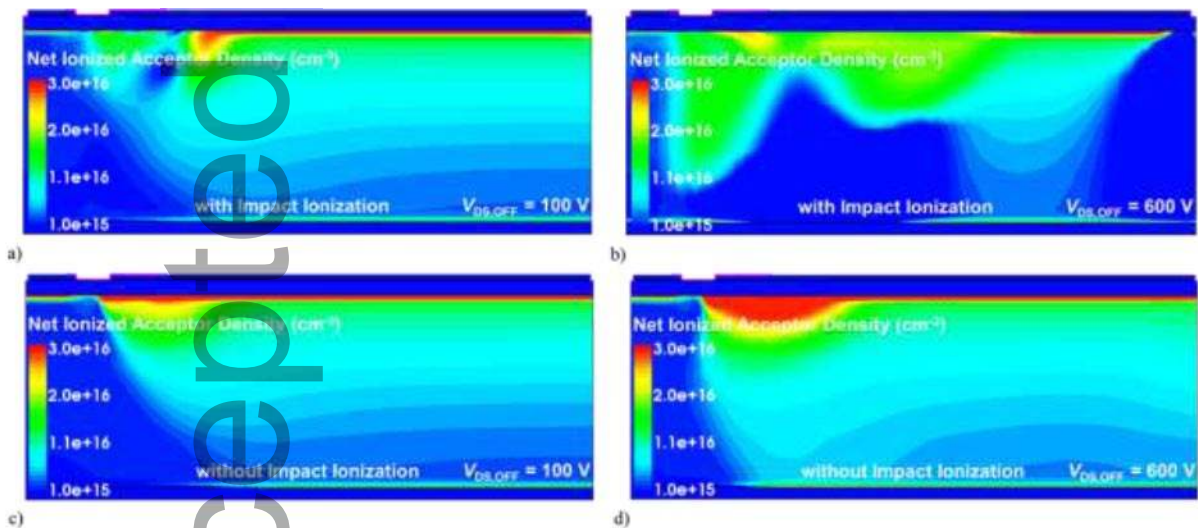 Net Ionized Acceptor Density (cm⁻³)
3.0e+16
2.0e+16
1.1e+16
1.0e+15
with Impact Ionization
V_DS,OFF = 100 V
a)
Net Ionized Acceptor Density (cm⁻³)
3.0e+16
2.0e+16
1.1e+16
1.0e+15
with Impact Ionization
V_DS,OFF = 600 V
b)
Net Ionized Acceptor Density (cm⁻³)
3.0e+16
2.0e+16
1.1e+16
1.0e+15
without Impact Ionization
V_DS,OFF = 100 V
c)
Net Ionized Acceptor Density (cm⁻³)
3.0e+16
2.0e+16
1.1e+16
1.0e+15
without Impact Ionization
V_DS,OFF = 600 V
d)
cepted